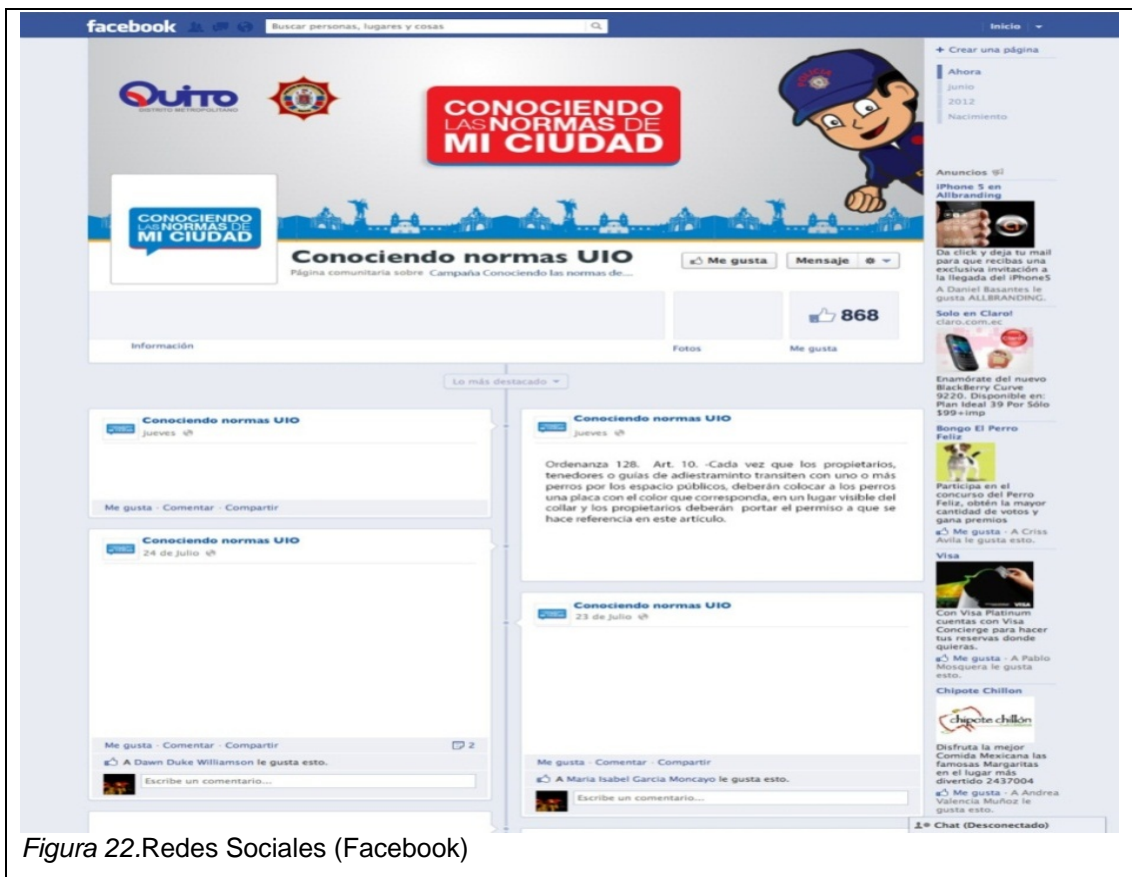 facebook
Buscar personas, lugares y cosas
Inicio
QUITO
DISTRITO METROPOLITANO
CONOCIENDO
LAS NORMAS DE
MI CIUDAD
POLICIA
CONOCIENDO
LAS NORMAS DE
MI CIUDAD
Conociendo normas UIO
Página comunitaria sobre Campaña Conociendo las normas de....
Me gusta
Mensaje
868
Información
Fotos
Me gusta
Lo más destacado
Conociendo normas UIO
jueves
Me gusta · Comentar · Compartir
Conociendo normas UIO
24 de Julio
Me gusta · Comentar · Compartir
2
A Dawn Duke Williamson le gusta esto.
Escribe un comentario...
Conociendo normas UIO
jueves
Ordenanza 128. Art. 10. -Cada vez que los propietarios,
tenedores o guías de adiestraminto transiten con uno o más
perros por los espacio públicos, deberán colocar a los perros
una placa con el color que corresponda, en un lugar visible del
collar y los propietarios deberán portar el permiso a que se
hace referencia en este artículo.
Conociendo normas UIO
23 de Julio
Me gusta · Comentar · Compartir
A Maria Isabel Garcia Moncayo le gusta esto.
Escribe un comentario...
+ Crear una página
Ahora
Junio
2012
Nacimiento
Anuncios
iPhone 5 en
Allbranding
Da click y deja tu mail
para que recibas una
exclusiva invitación a
la llegada del iPhone5
A Daniel Basantes le
gusta ALLBRANDING.
Solo en Claro!
claro.com.ec
Enamórate del nuevo
BlackBerry Curve
9220. Disponible en:
Plan Ideal 39 Por Sólo
$99+imp
Bongo El Perro
Feliz
Participa en el
concurso del Perro
Feliz, obtén la mayor
cantidad de votos y
gana premios
Me gusta · A Criss
Avila le gusta esto.
Visa
VISA
Con Visa Platinum
cuentas con Visa
Concierge para hacer
tus reservas donde
quieras.
Me gusta · A Pablo
Mosquera le gusta
esto.
Chipote Chillon
chipote chillón
Disfruta la mejor
Comida Mexicana las
famosas Margaritas
en el lugar más
divertido 2437004
Me gusta · A Andrea
Valencia Muñoz le
gusta esto.
Chat (Desconectado)
Figura 22.Redes Sociales (Facebook)